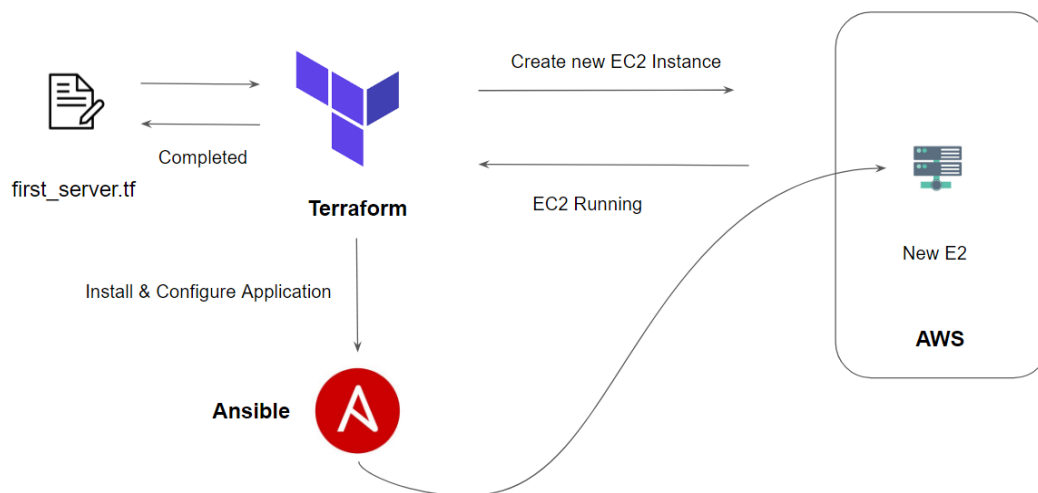 Create new EC2 Instance
Completed
first_server.tf
Terraform
EC2 Running
New E2
Install & Configure Application
AWS
Ansible